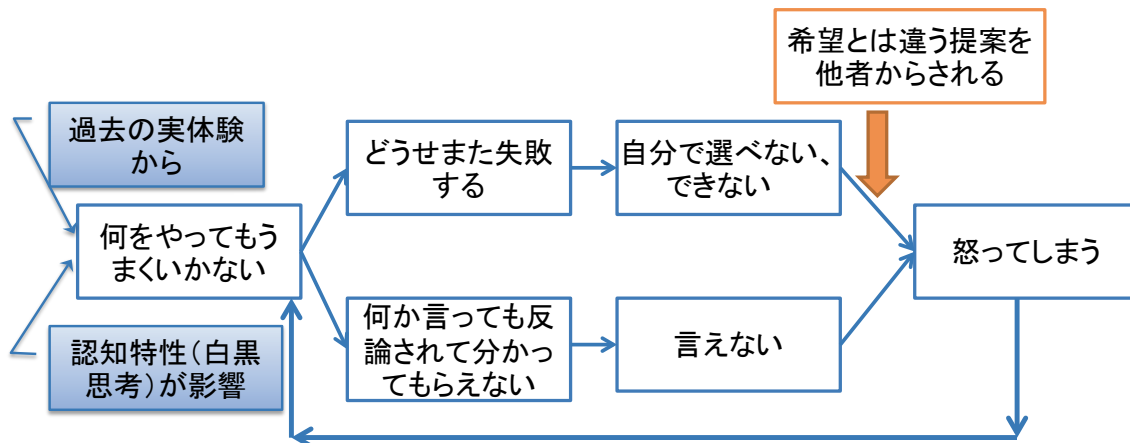 希望とは違う提案を
他者からされる
過去の実体験
から
どうせまた失敗
する
自分で選べない、
できない
何をやってもう
まくいかない
怒ってしまう
認知特性(白黒
思考)が影響
何か言っても反
論されて分かっ
てもらえない
言えない